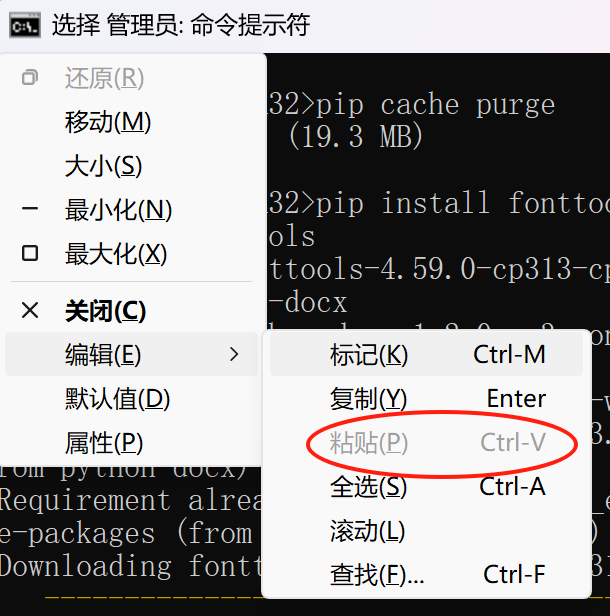 选择 管理员: 命令提示符
还原(R)
移动(M)
大小(S)
最小化(N)
最大化(X)
关闭(C)
编辑(E)
默认值(D)
属性(P)
标记(K) Ctrl-M
复制(Y) Enter
粘贴(P) Ctrl-V
全选(S) Ctrl-A
滚动(L)
查找(F)... Ctrl-F
32>pip cache purge
(19.3 MB)
32>pip install fonttoo
ols
ttools-4.59.0-cp313-cp
-docx
rom python docx)
Requirement alrea
e-packages (from
Downloading fontt